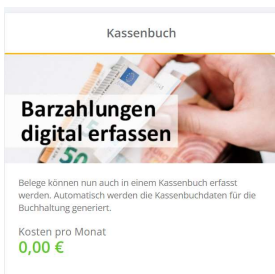 Kassenbuch
Barzahlungen
digital erfassen
50
Belege können nun auch in einem Kassenbuch erfasst
werden. Automatisch werden die Kassenbuchdaten für die
Buchhaltung generiert.
Kosten pro Monat
0,00 €